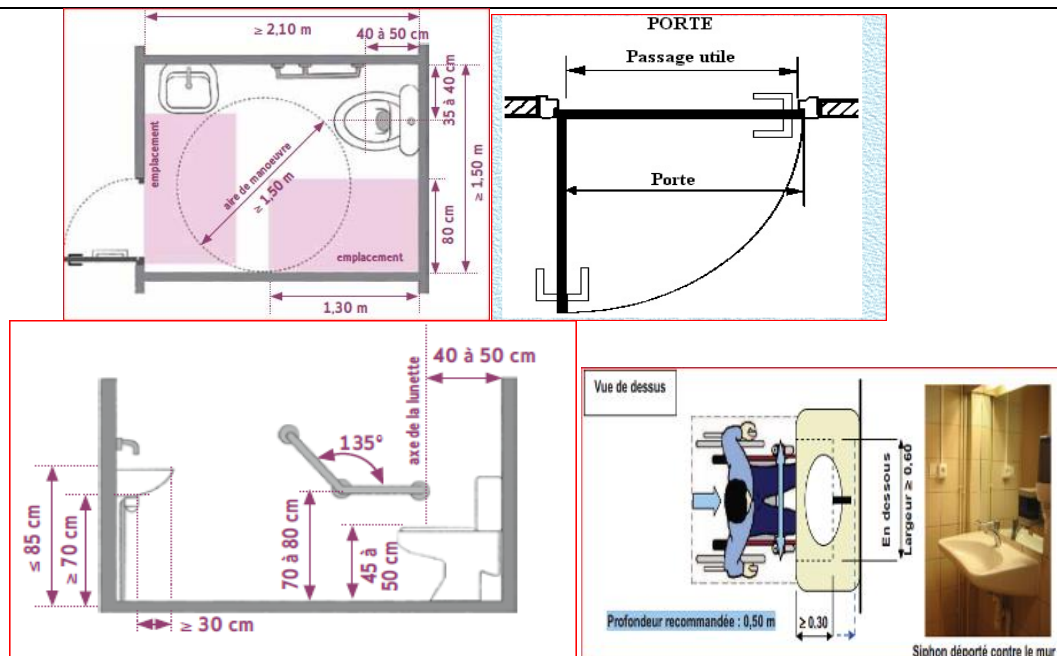 ≥ 2,10 m
40 à 50 cm
35 à 40 cm
emplacement
aire de manoeuvre
≥ 1,50 m
≥ 1,50 m
80 cm
emplacement
1,30 m
PORTE
Passage utile
Porte
40 à 50 cm
axe de la lunette
135°
≤ 85 cm
≥ 70 cm
70 à 80 cm
45 à
50 cm
≥ 30 cm
Vue de dessus
En dessous
Largeur ≥ 0,60
Profondeur recommandée : 0,50 m
≥ 0.30
Siphon déporté contre le mur